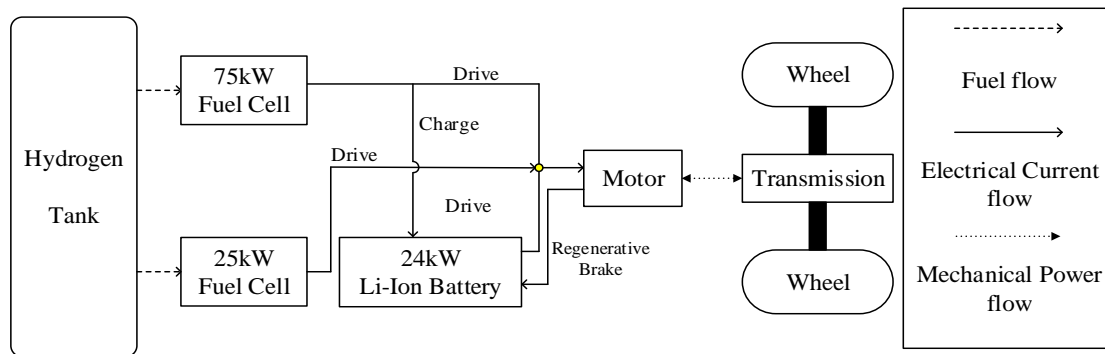 Hydrogen
Tank
75kW
Fuel Cell
25kW
Fuel Cell
Drive
Charge
Drive
Drive
24kW
Li-Ion Battery
Regenerative
Brake
Motor
Wheel
Transmission
Wheel
Fuel flow
Electrical Current
flow
Mechanical Power
flow